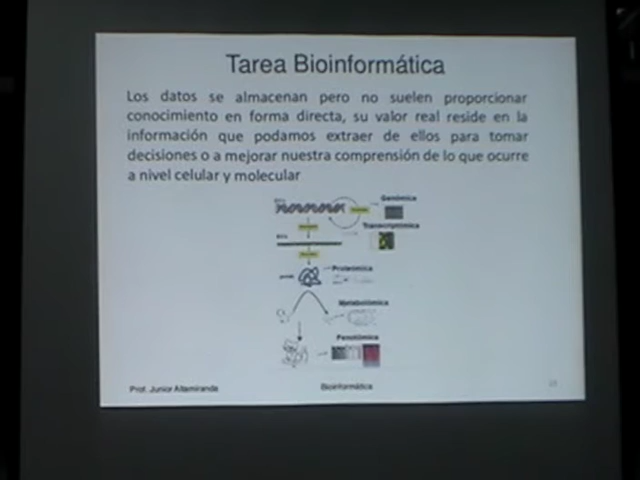 Tarea Bioinformática
Los datos se almacenan pero no suelen proporcionar
conocimiento en forma directa, su valor real reside en la
información que podamos extraer de ellos para tomar
decisiones o a mejorar nuestra comprensión de lo que ocurre
a nivel celular y molecular
Genómica
Transcriptómica
Proteómica
Metabolómica
Fenotómica
Prof. Junior Altamiranda
Bioinformática